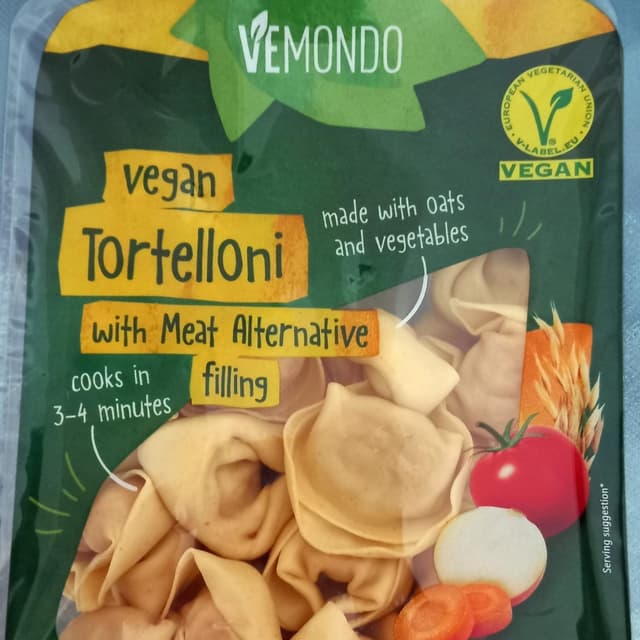 VEMONDO
EUROPEAN VEGETARIAN UNION
V-LABEL.EU
VEGAN
vegan
Tortelloni
with Meat Alternative
filling
made with oats
and vegetables
cooks in
3-4 minutes
Serving suggestion*